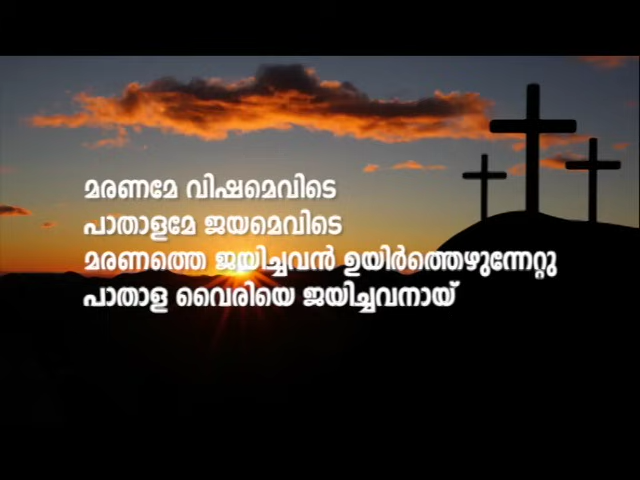 മരണമേ വിഷമെവിടെ
പാതാളമേ ജയമെവിടെ
മരണത്തെ ജയിച്ചവൻ ഉയിർത്തെഴുന്നേറ്റു
പാതാള വൈരിയെ ജയിച്ചവനായ്